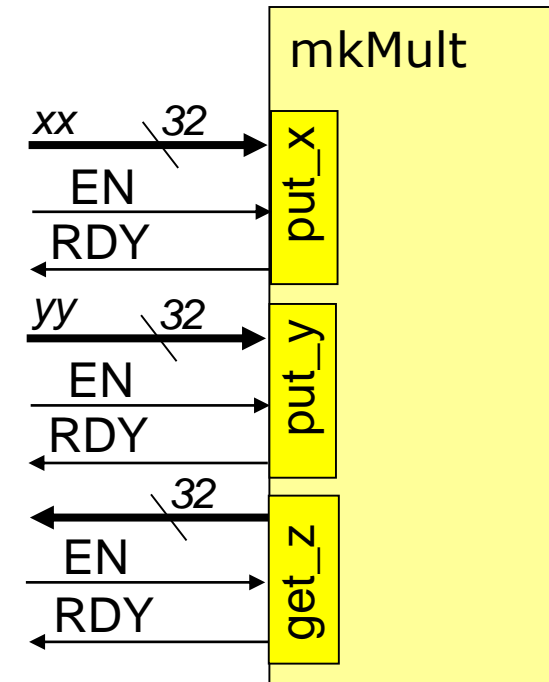 mkMult
xx 32
EN
RDY
put_x
yy 32
EN
RDY
put_y
32
EN
RDY
get_z